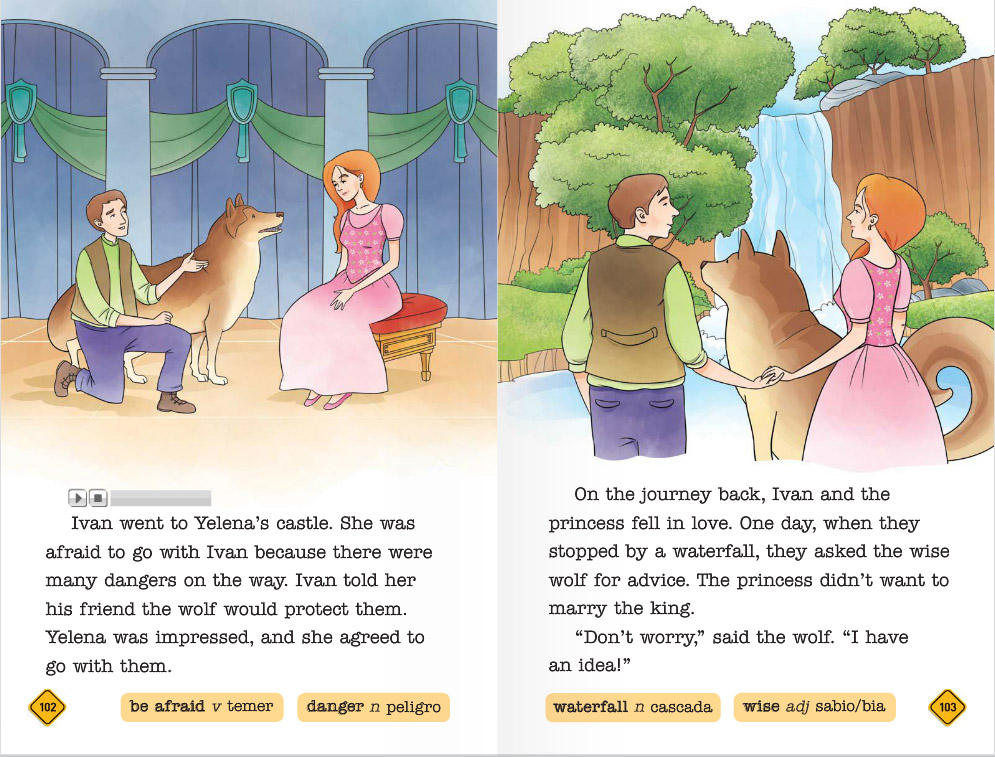 Ivan went to Yelena's castle. She was
afraid to go with Ivan because there were
many dangers on the way. Ivan told her
his friend the wolf would protect them.
Yelena was impressed, and she agreed to
go with them.
102
be afraid v temer
danger n peligro
On the journey back, Ivan and the
princess fell in love. One day, when they
stopped by a waterfall, they asked the wise
wolf for advice. The princess didn't want to
marry the king.
“Don't worry,” said the wolf. “I have
an idea!”
waterfall n cascada
wise adj sabio/bia
103